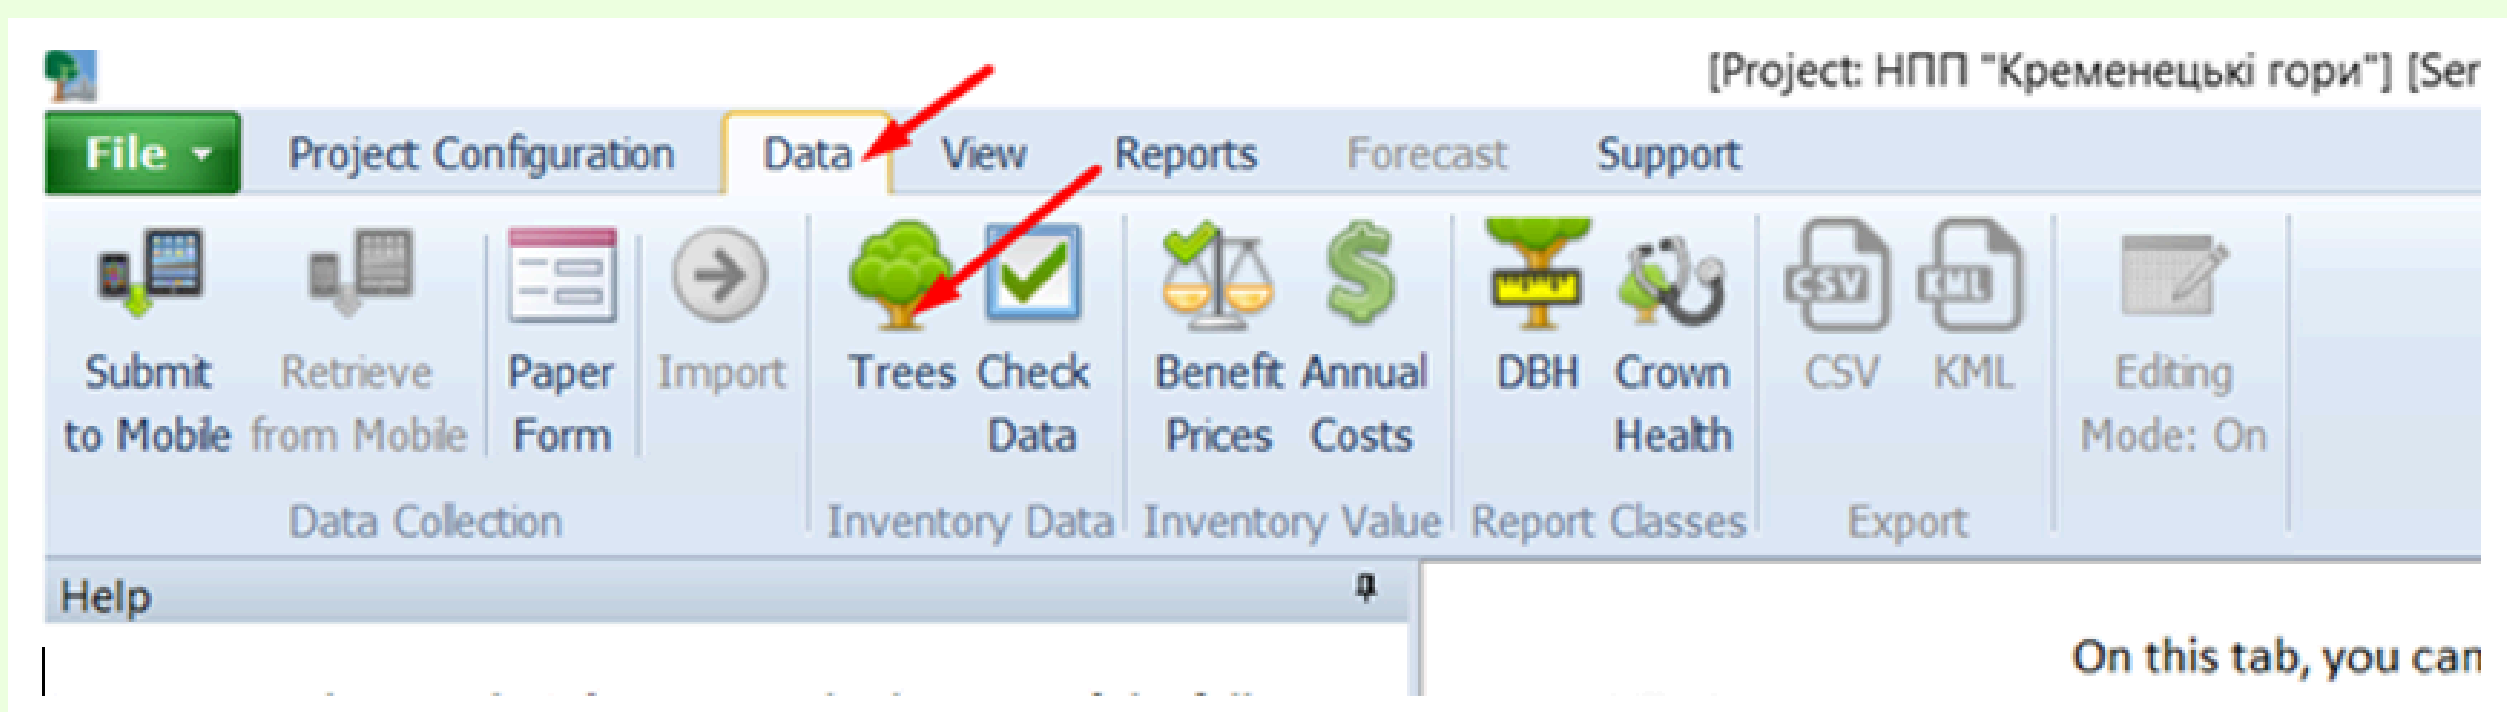 [Project: НПП "Кременецькі гори"] [Ser
File Project Configuration Data View Reports Forecast Support
CSV KML
Submit to Mobile
Retrieve from Mobile
Paper Form
Import
Trees
Check Data
Benefit Prices
Annual Costs
DBH
Crown Health
CSV
KML
Editing Mode: On
Data Collection Inventory Data Inventory Value Report Classes Export
Help
On this tab, you can